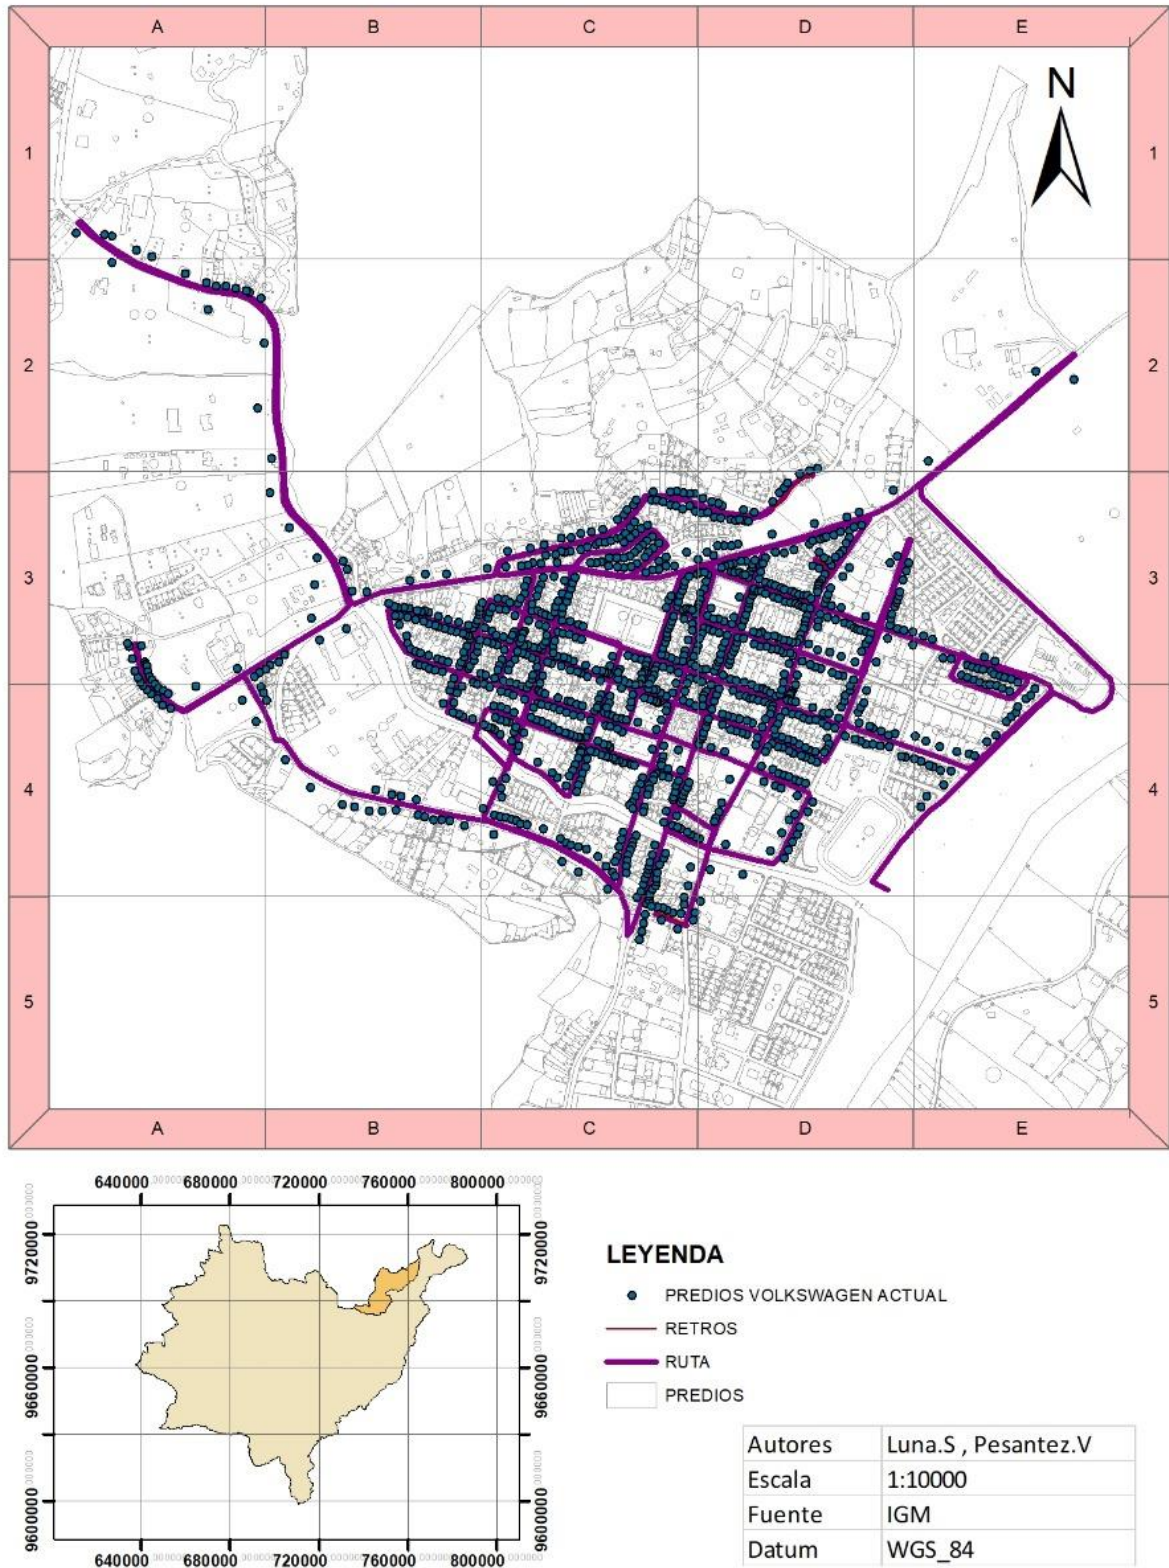 A B C D E
N
1 1
2 2
3 3
4 4
5 5
A B C D E
640000 680000 720000 760000 800000
9720000 9720000
9660000 9660000
9600000 9600000
640000 680000 720000 760000 800000
LEYENDA
PREDIOS VOLKSWAGEN ACTUAL
RETROS
RUTA
PREDIOS
Autores Luna.S , Pesantez.V
Escala 1:10000
Fuente IGM
Datum WGS_84